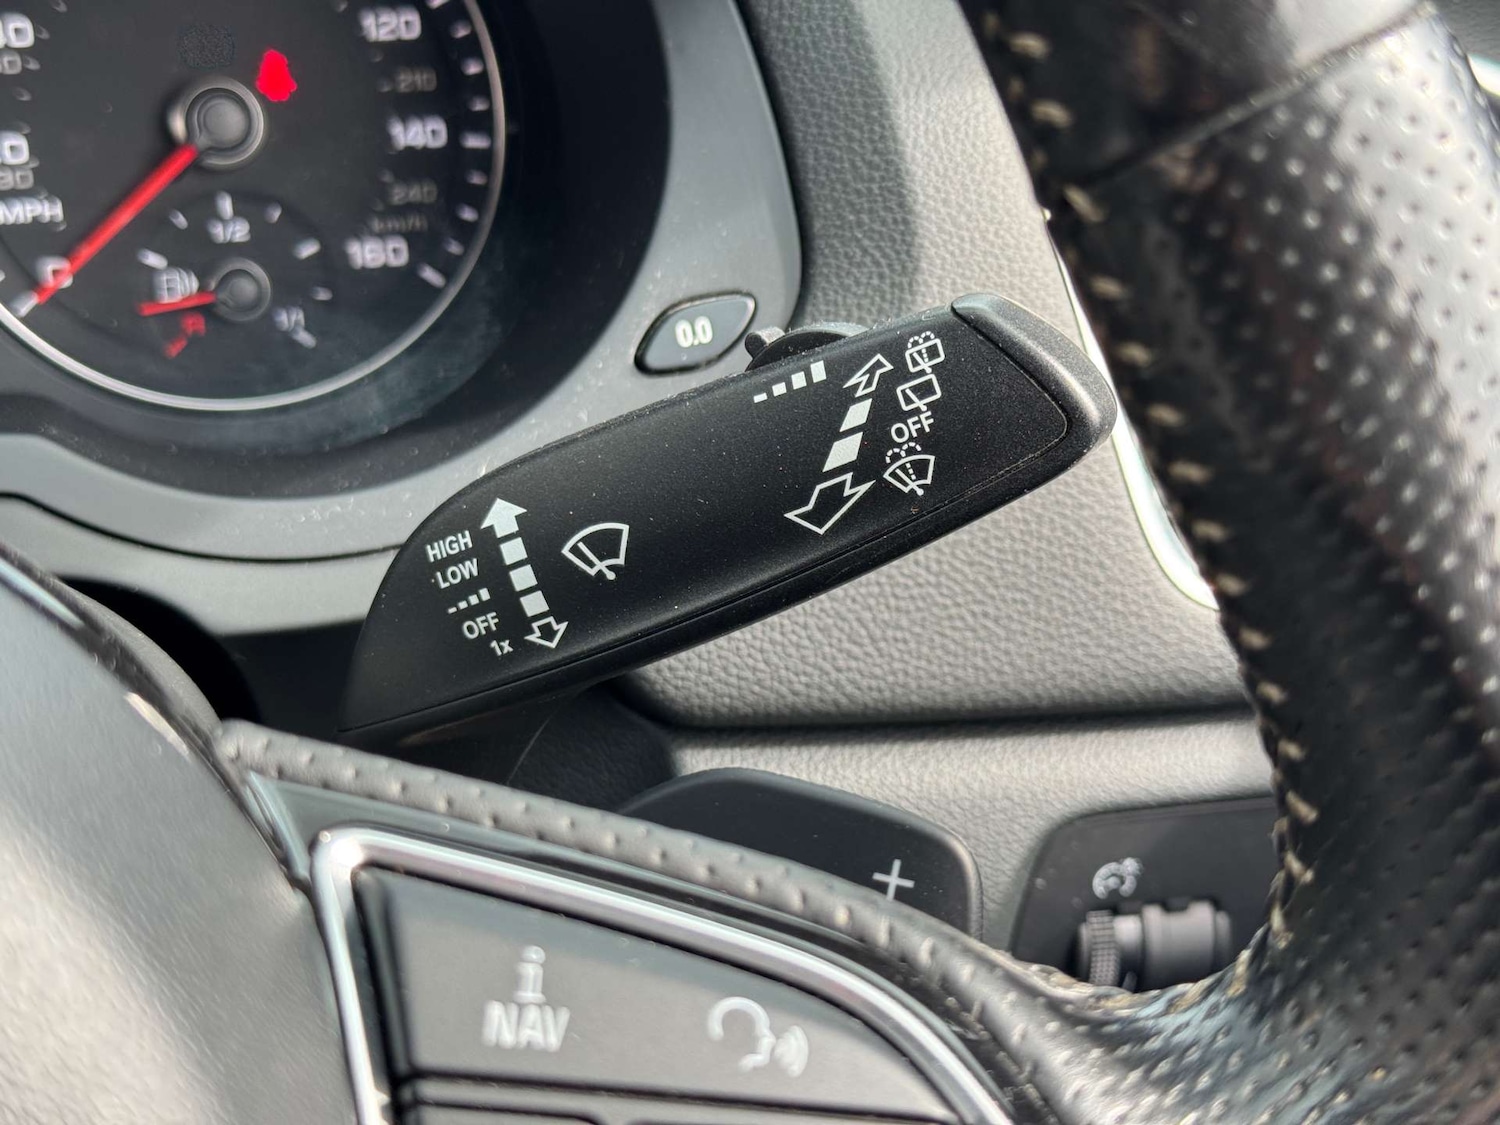 120
210
140
240
km/h
160
MPH
0
1/2
1/1
0.0
OFF
HIGH
LOW
OFF
1x
+
i
NAV